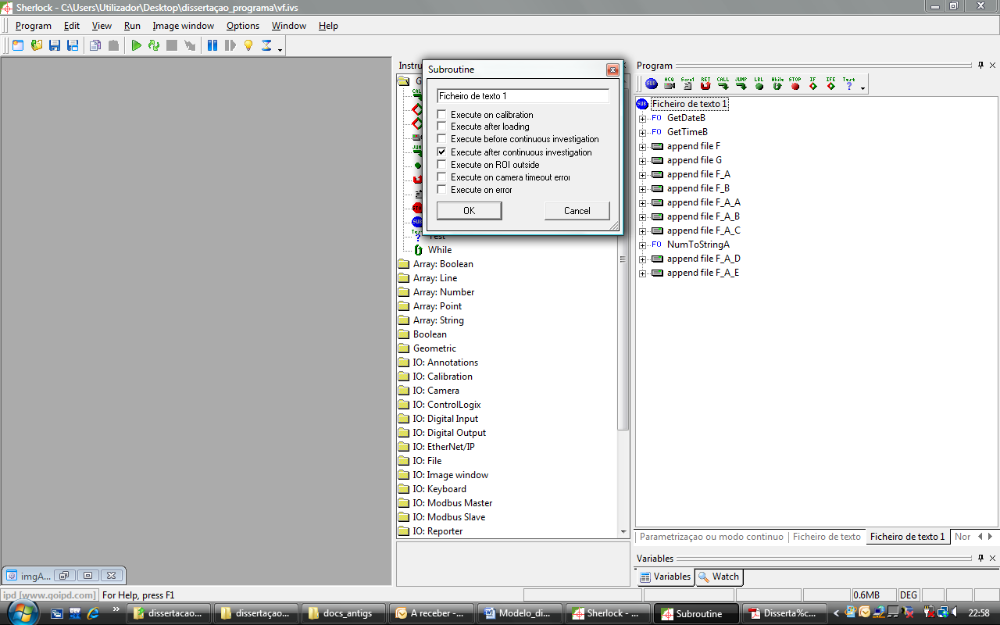 Sherlock - C:\Users\Utilizador\Desktop\dissertaçao_programa\vf.ivs
Program Edit View Run Image window Options Window Help
Instru
Subroutine
Ficheiro de texto 1
Execute on calibration
Execute after loading
Execute before continuous investigation
Execute after continuous investigation
Execute on ROI outside
Execute on camera timeout error
Execute on error
OK Cancel
Test
While
Array: Boolean
Array: Line
Array: Number
Array: Point
Array: String
Boolean
Geometric
IO: Annotations
IO: Calibration
IO: Camera
IO: ControlLogix
IO: Digital Input
IO: Digital Output
IO: EtherNet/IP
IO: File
IO: Image window
IO: Keyboard
IO: Modbus Master
IO: Modbus Slave
IO: Reporter
Program
SUB ACQ Script RET CALL JUMP LBL While STOP IF IFE Test
SUB Ficheiro de texto 1
F() GetDateB
F() GetTimeB
append file F
append file G
append file F_A
append file F_B
append file F_A_A
append file F_A_B
append file F_A_C
F() NumToStringA
append file F_A_D
append file F_A_E
Parametrizaçao ou modo continuo Ficheiro de texto Ficheiro de texto 1 Nor
Variables
Variables Watch
imgA...
ipd [www.goipd.com] For Help, press F1 0.6MB DEG
dissertacao... dissertaçao... docs_antigs A receber -... Modelo_di... Sherlock - ... Subroutine Disserta%c... 22:58